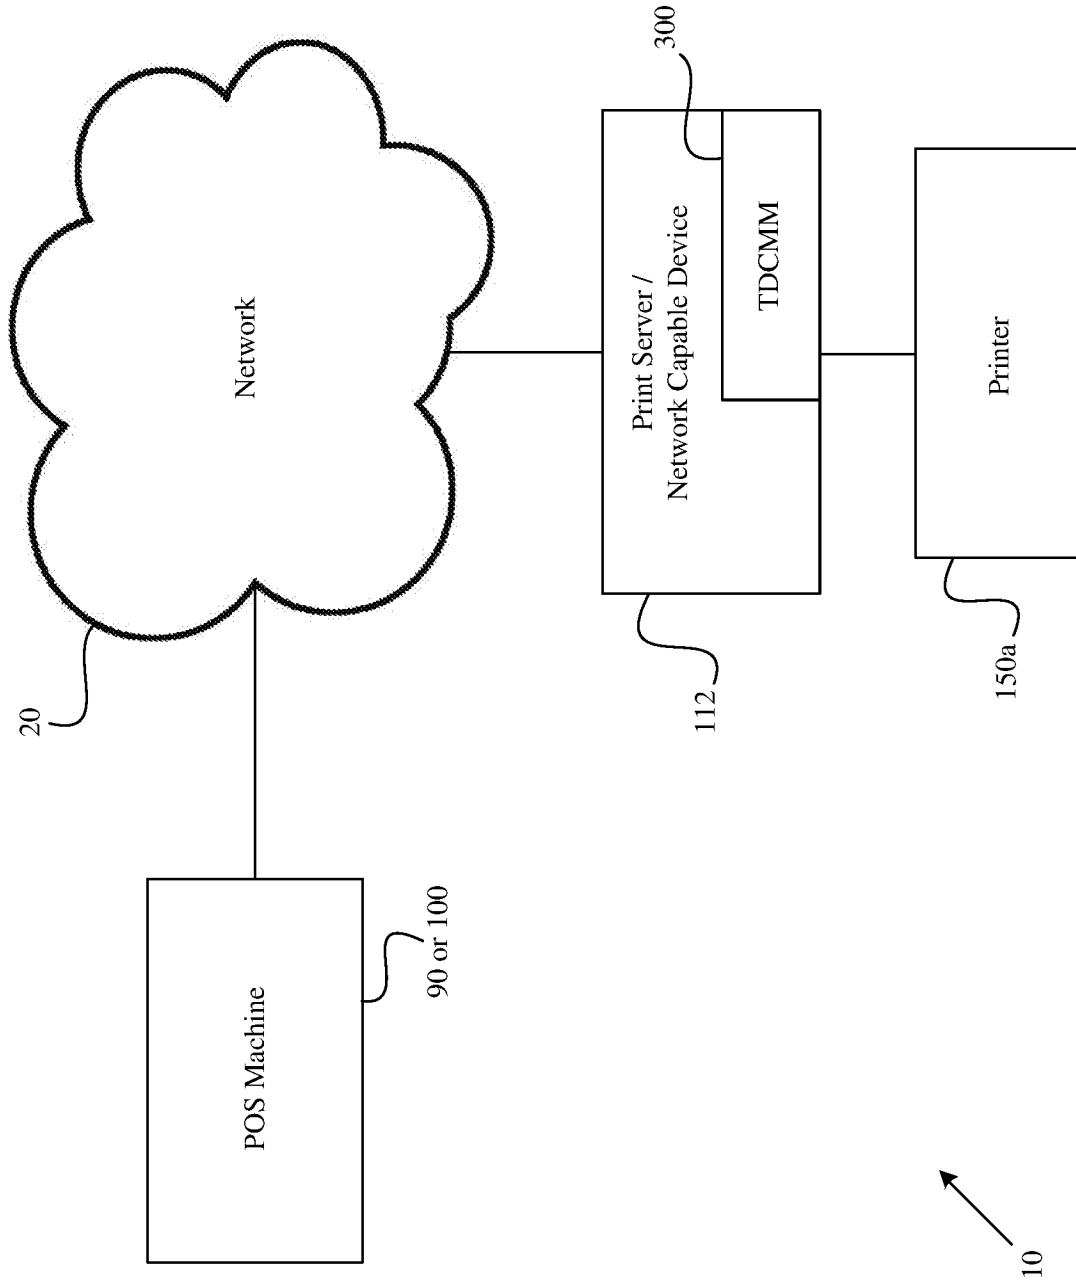 20
Network
POS Machine
90 or 100
300
Print Server /
Network Capable Device
TDCMM
112
Printer
150a
10